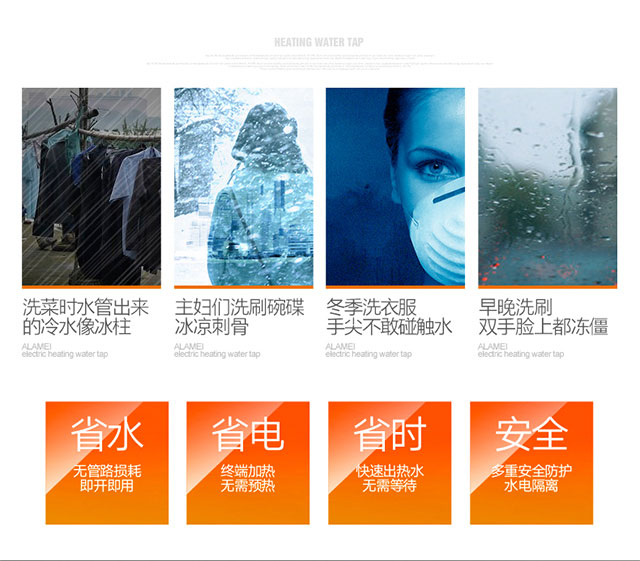 HEATING WATER TAP
洗菜时水管出来
的冷水像冰柱
ALAMEI
electric heating water tap
主妇们洗刷碗碟
冰凉刺骨
ALAMEI
electric heating water tap
冬季洗衣服
手尖不敢碰触水
ALAMEI
electric heating water tap
早晚洗刷
双手脸上都冻僵
ALAMEI
electric heating water tap
省水
无管路损耗
即开即用
省电
终端加热
无需预热
省时
快速出热水
无需等待
安全
多重安全防护
水电隔离